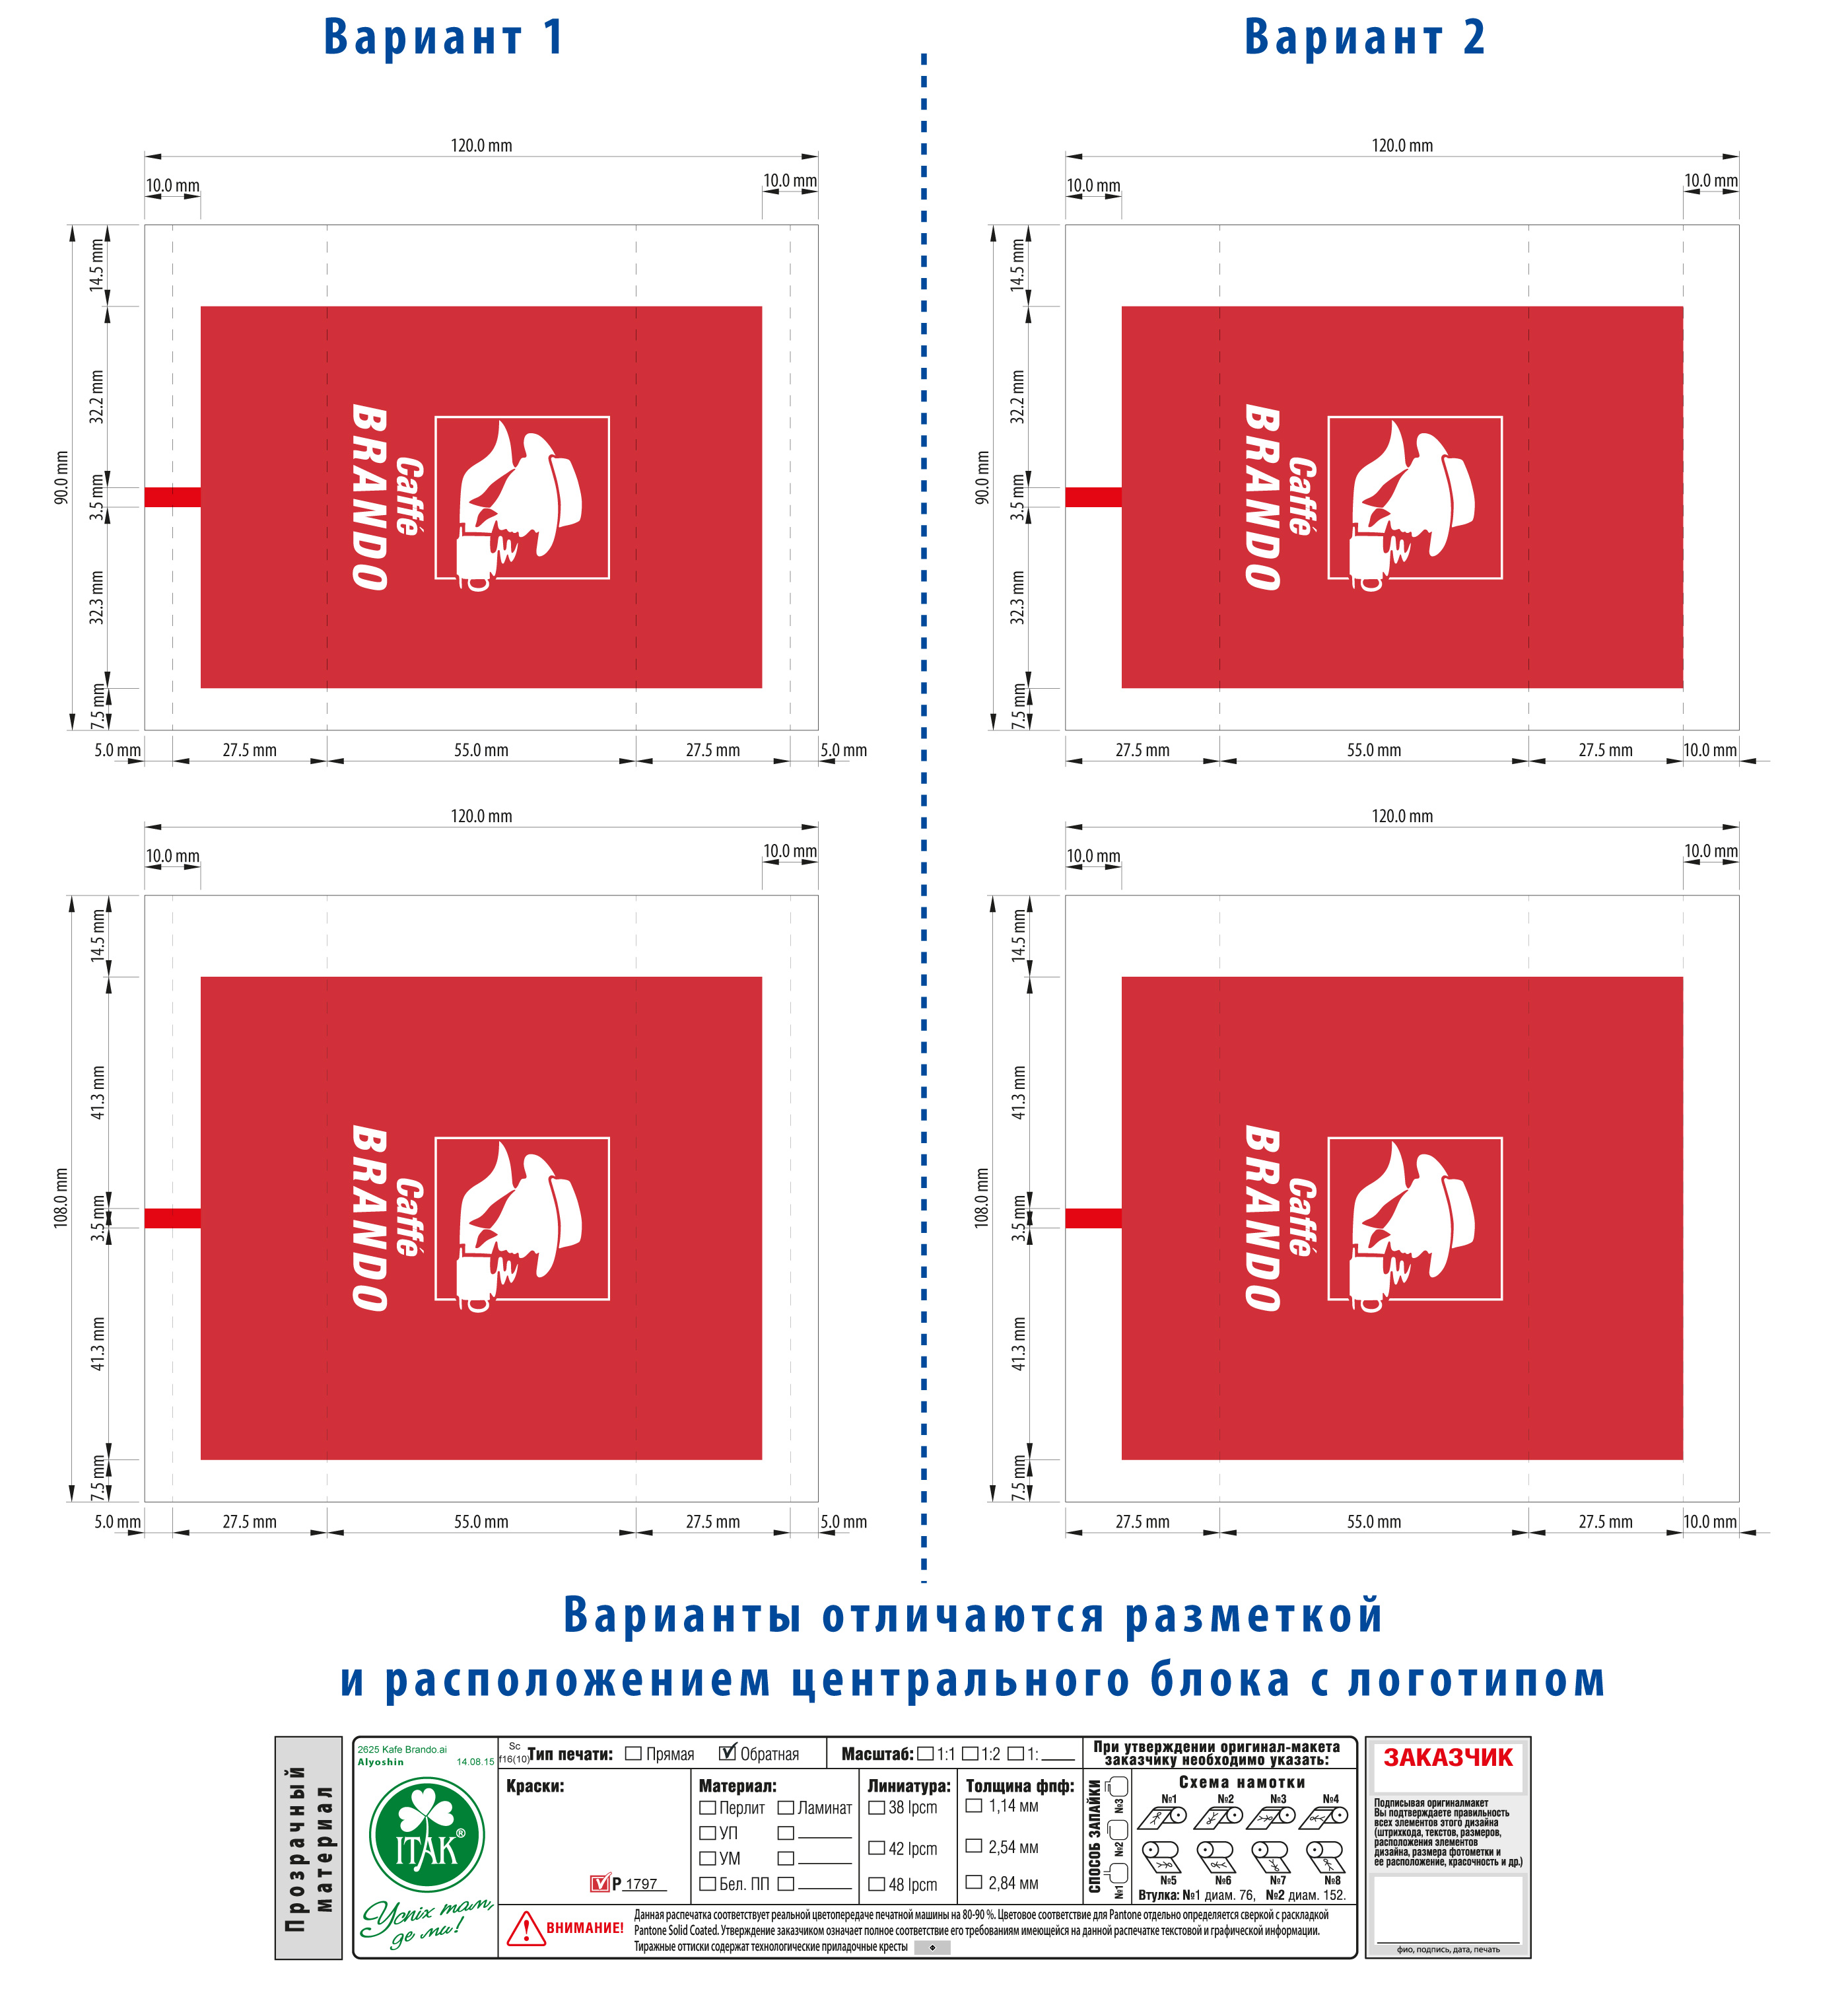 Вариант 1
Вариант 2
120.0 mm
10.0 mm
10.0 mm
90.0 mm
14.5 mm
32.2 mm
3.5 mm
32.3 mm
7.5 mm
Caffé
BRANDO
5.0 mm
27.5 mm
55.0 mm
27.5 mm
5.0 mm
120.0 mm
10.0 mm
10.0 mm
90.0 mm
14.5 mm
32.2 mm
3.5 mm
32.3 mm
7.5 mm
Caffé
BRANDO
27.5 mm
55.0 mm
27.5 mm
10.0 mm
120.0 mm
10.0 mm
10.0 mm
108.0 mm
14.5 mm
41.3 mm
3.5 mm
41.3 mm
7.5 mm
Caffé
BRANDO
5.0 mm
27.5 mm
55.0 mm
27.5 mm
5.0 mm
120.0 mm
10.0 mm
10.0 mm
108.0 mm
14.5 mm
41.3 mm
3.5 mm
41.3 mm
7.5 mm
Caffé
BRANDO
27.5 mm
55.0 mm
27.5 mm
10.0 mm
Варианты отличаются разметкой
и расположением центрального блока с логотипом
Прозрачный
материал
2625 Kafe Brando.ai
Alyoshin 14.08.15
ІТАК®
Успіх там,
де ми!
Sc
f16(10)
Тип печати: Прямая Обратная
Масштаб: 1:1 1:2 1:
При утверждении оригинал-макета
заказчику необходимо указать:
Краски:
P 1797
Материал:
Перлит Ламинат
УП
УМ
Бел. ПП
Линиатура:
38 lpcm
42 lpcm
48 lpcm
Толщина фпф:
1,14 мм
2,54 мм
2,84 мм
СПОСОБ ЗАПАЙКИ
№1 №2 №3
Схема намотки
№1 №2 №3 №4
№5 №6 №7 №8
Втулка: №1 диам. 76, №2 диам. 152.
ВНИМАНИЕ!
Данная распечатка соответствует реальной цветопередаче печатной машины на 80-90 %. Цветовое соответствие для Pantone отдельно определяется сверкой с раскладкой
Pantone Solid Coated. Утверждение заказчиком означает полное соответствие его требованиям имеющейся на данной распечатке текстовой и графической информации.
Тиражные оттиски содержат технологические приладочные кресты
ЗАКАЗЧИК
Подписывая оригиналмакет
Вы подтверждаете правильность
всех элементов этого дизайна
(штрихкода, текстов, размеров,
расположения элементов
дизайна, размера фотометки и
ее расположение, красочность и др.)
фио, подпись, дата, печать